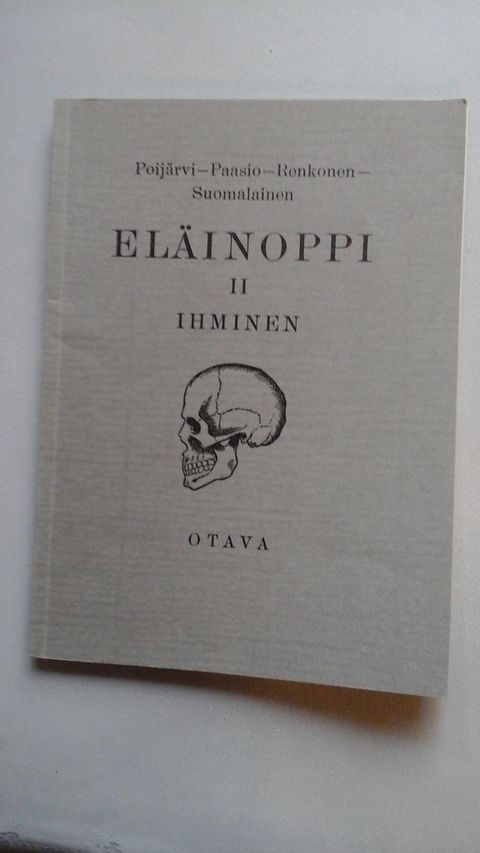 Poijärvi–Paasio–Renkonen–
Suomalainen
ELÄINOPPI
II
IHMINEN
OTAVA